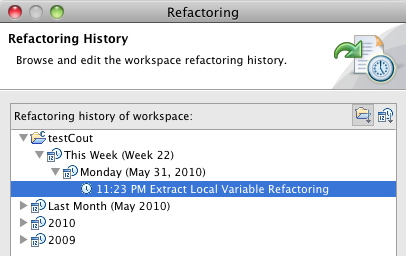 Refactoring
Refactoring History
Browse and edit the workspace refactoring history.
Refactoring history of workspace:
testCout
This Week (Week 22)
Monday (May 31, 2010)
11:23 PM Extract Local Variable Refactoring
Last Month (May 2010)
2010
2009